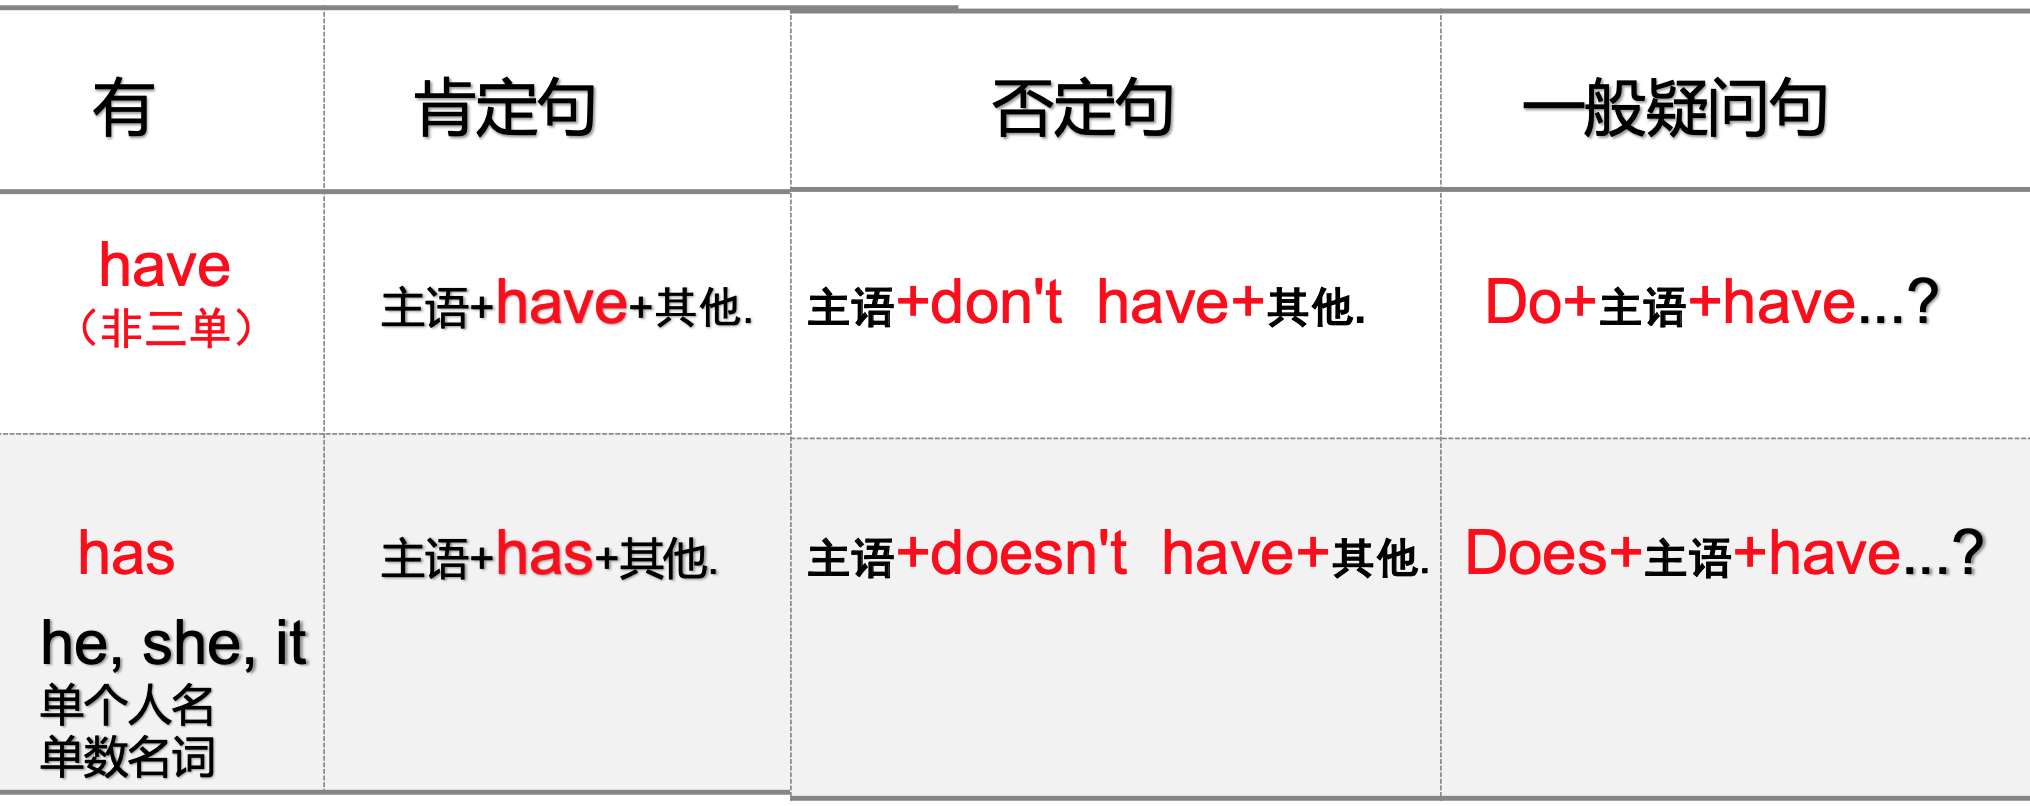 有
肯定句
否定句
一般疑问句
have
（非三单）
主语+have+其他.
主语+don't have+其他.
Do+主语+have...?
has
he, she, it
单个人名
单数名词
主语+has+其他.
主语+doesn't have+其他.
Does+主语+have...?